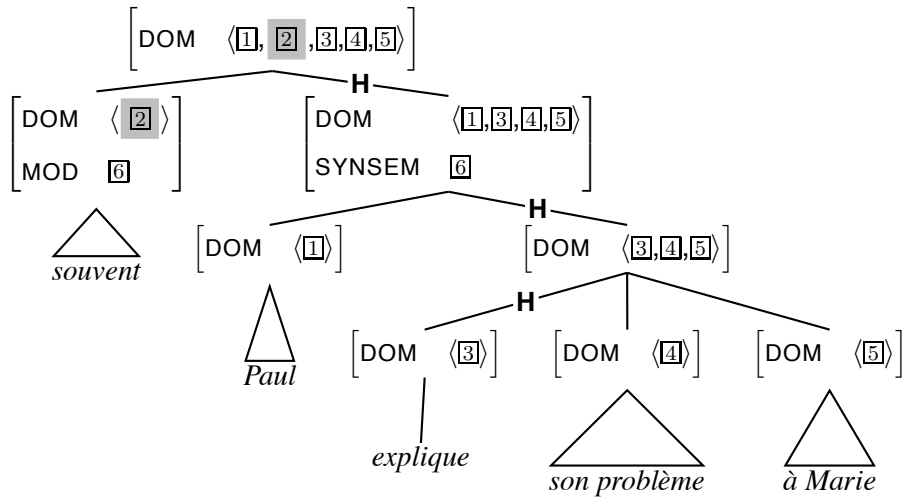 [DOM ⟨1, 2, 3, 4, 5⟩]
H
[DOM ⟨2⟩
MOD 6]
[DOM ⟨1, 3, 4, 5⟩
SYNSEM 6]
souvent
H
[DOM ⟨1⟩]
[DOM ⟨3, 4, 5⟩]
Paul
H
[DOM ⟨3⟩]
[DOM ⟨4⟩]
[DOM ⟨5⟩]
explique
son problème
à Marie